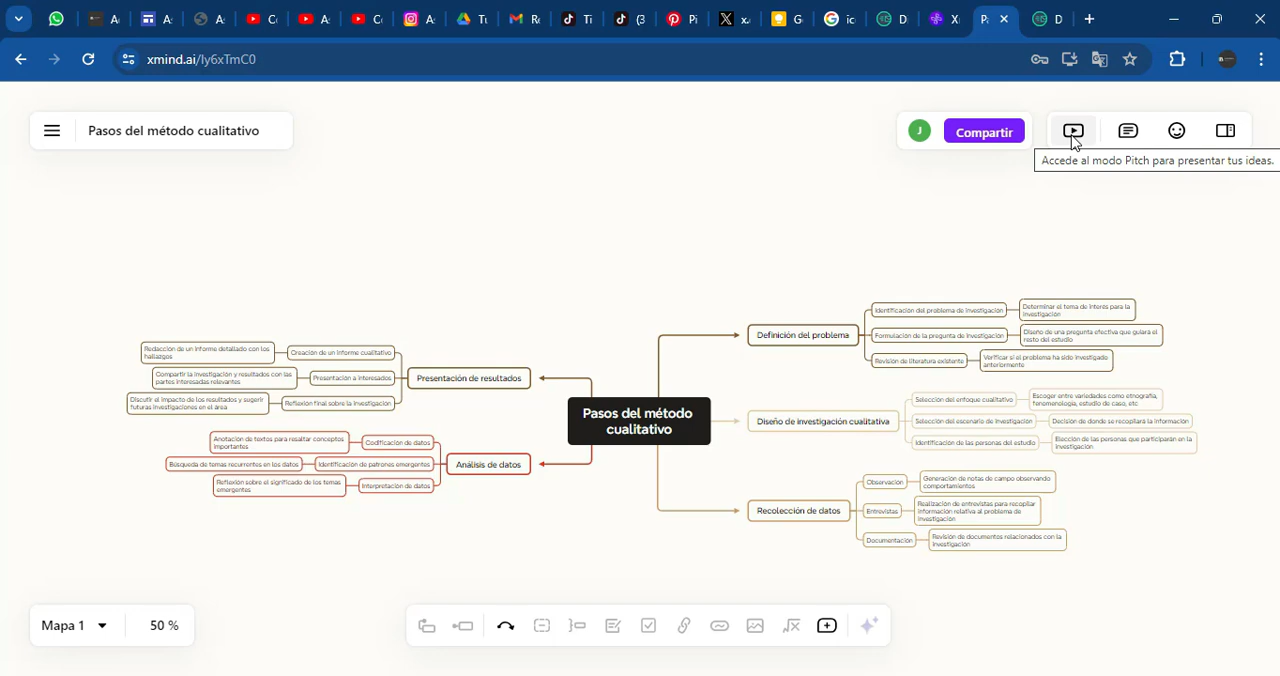 A
A
A
C
A
C
A
Tu
R
Ti
(3
Pi
x.
G
ic
D
X
P
D
xmind.ai/Iy6xTmC0
Pasos del método cualitativo
J
Compartir
Accede al modo Pitch para presentar tus ideas.
Pasos del método
cualitativo
Definición del problema
Identificación del problema de investigación
Determinar el tema de interés para la
investigación
Formulación de la pregunta de investigación
Diseño de una pregunta efectiva que guiará el
resto del estudio
Revisión de literatura existente
Verificar si el problema ha sido investigado
anteriormente
Diseño de investigación cualitativa
Selección del enfoque cualitativo
Escoger entre variedades como etnografía,
fenomenología, estudio de caso, etc
Selección del escenario de investigación
Decisión de donde se recopilará la información
Identificación de las personas del estudio
Elección de las personas que participarán en la
investigación
Recolección de datos
Observación
Generación de notas de campo observando
comportamientos
Entrevistas
Realización de entrevistas para recopilar
información relativa al problema de
investigación
Documentación
Revisión de documentos relacionados con la
investigación
Presentación de resultados
Creación de un informe cualitativo
Redacción de un informe detallado con los
hallazgos
Presentación a interesados
Compartir la investigación y resultados con las
partes interesadas relevantes
Reflexión final sobre la investigación
Discutir el impacto de los resultados y sugerir
futuras investigaciones en el área
Análisis de datos
Codificación de datos
Anotación de textos para resaltar conceptos
importantes
Identificación de patrones emergentes
Búsqueda de temas recurrentes en los datos
Interpretación de datos
Reflexión sobre el significado de los temas
emergentes
Mapa 1
50 %